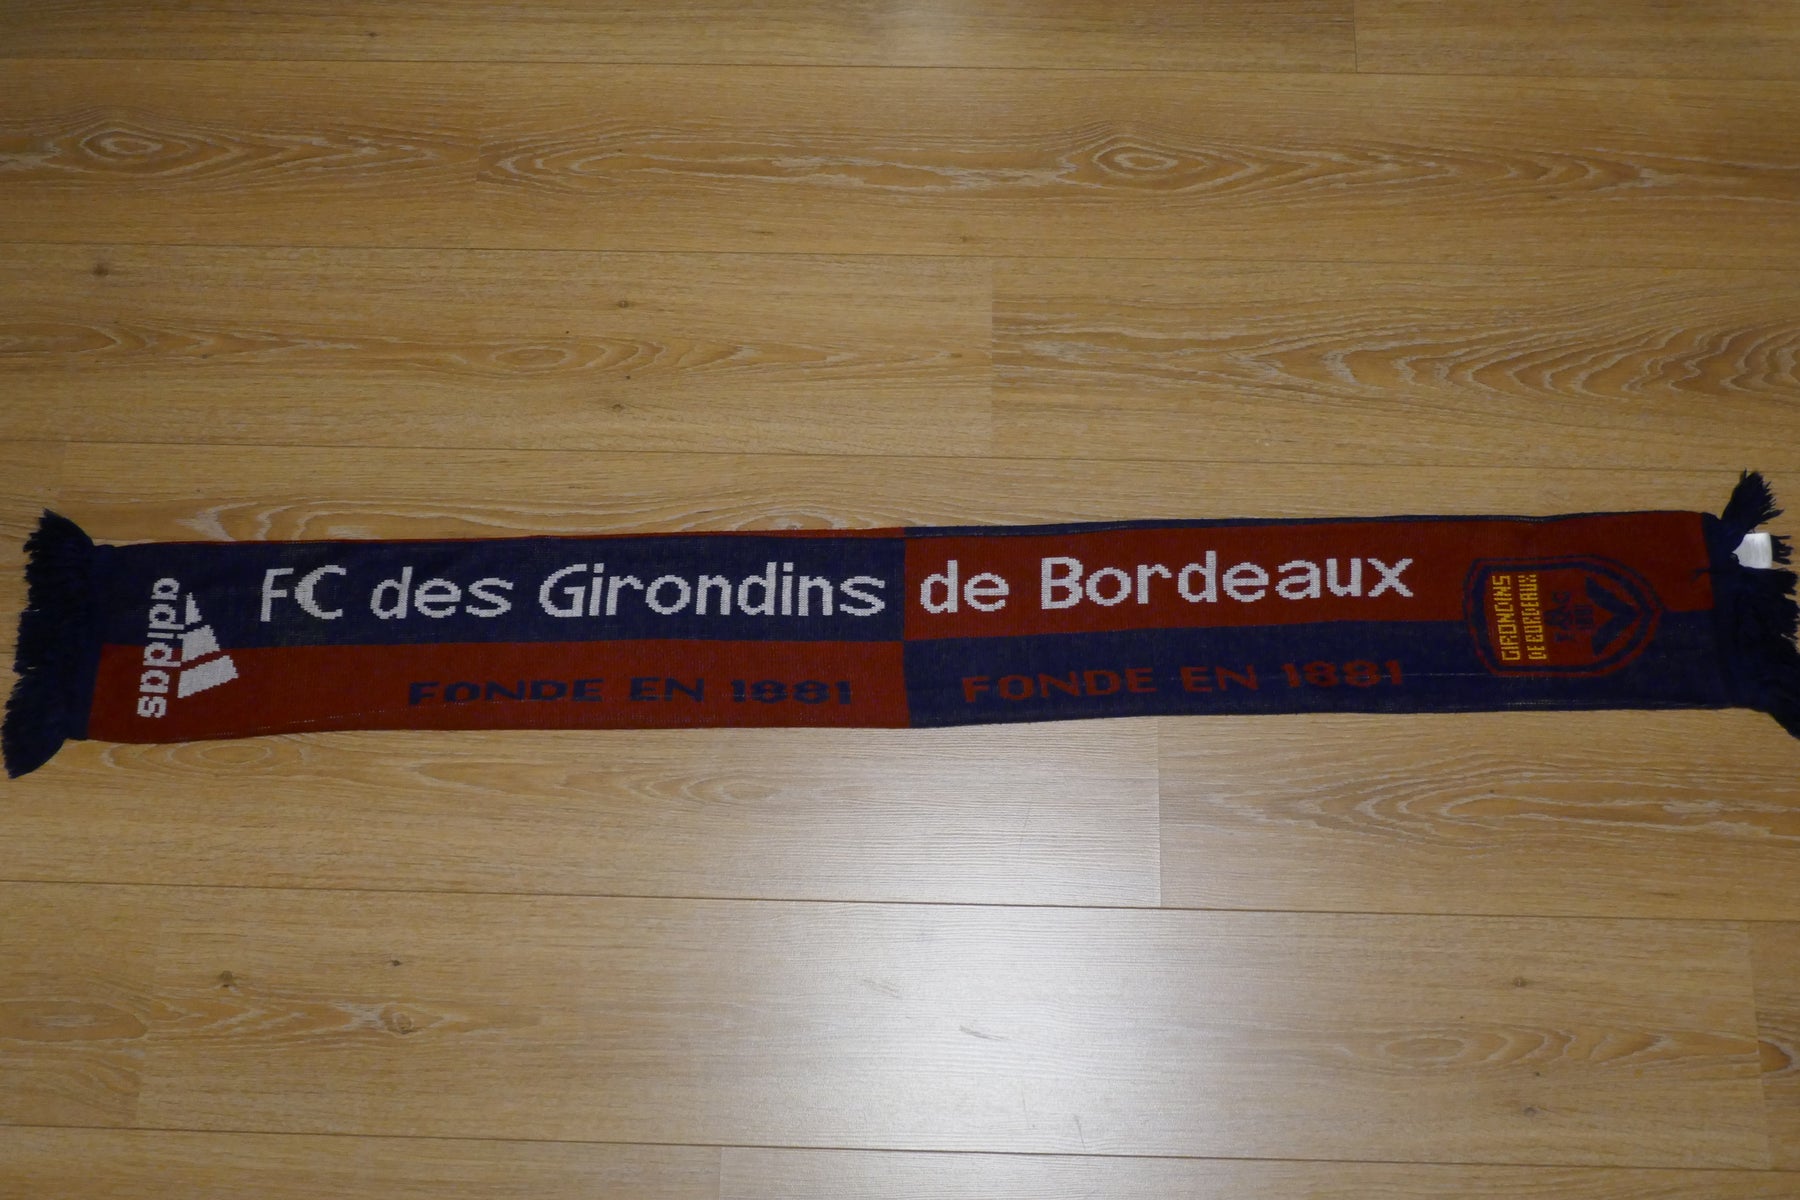 adidas
FC des Girondins de Bordeaux
FONDE EN 1881 FONDE EN 1881
GIRONDINS
DE BORDEAUX